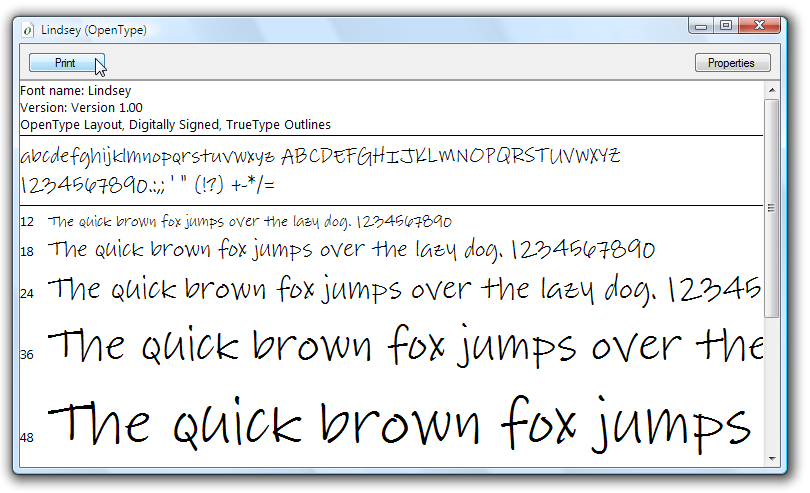 Lindsey (OpenType)
Print
Properties
Font name: Lindsey
Version: Version 1.00
OpenType Layout, Digitally Signed, TrueType Outlines
abcdefghijklmnopqrstuvwxyz ABCDEFGHIJKLMNOPQRSTUVWXYZ
1234567890.:,; ' " (!?) +-*/=
12 The quick brown fox jumps over the lazy dog. 1234567890
18 The quick brown fox jumps over the lazy dog. 1234567890
24 The quick brown fox jumps over the lazy dog. 12345
36 The quick brown fox jumps over the
48 The quick brown fox jumps